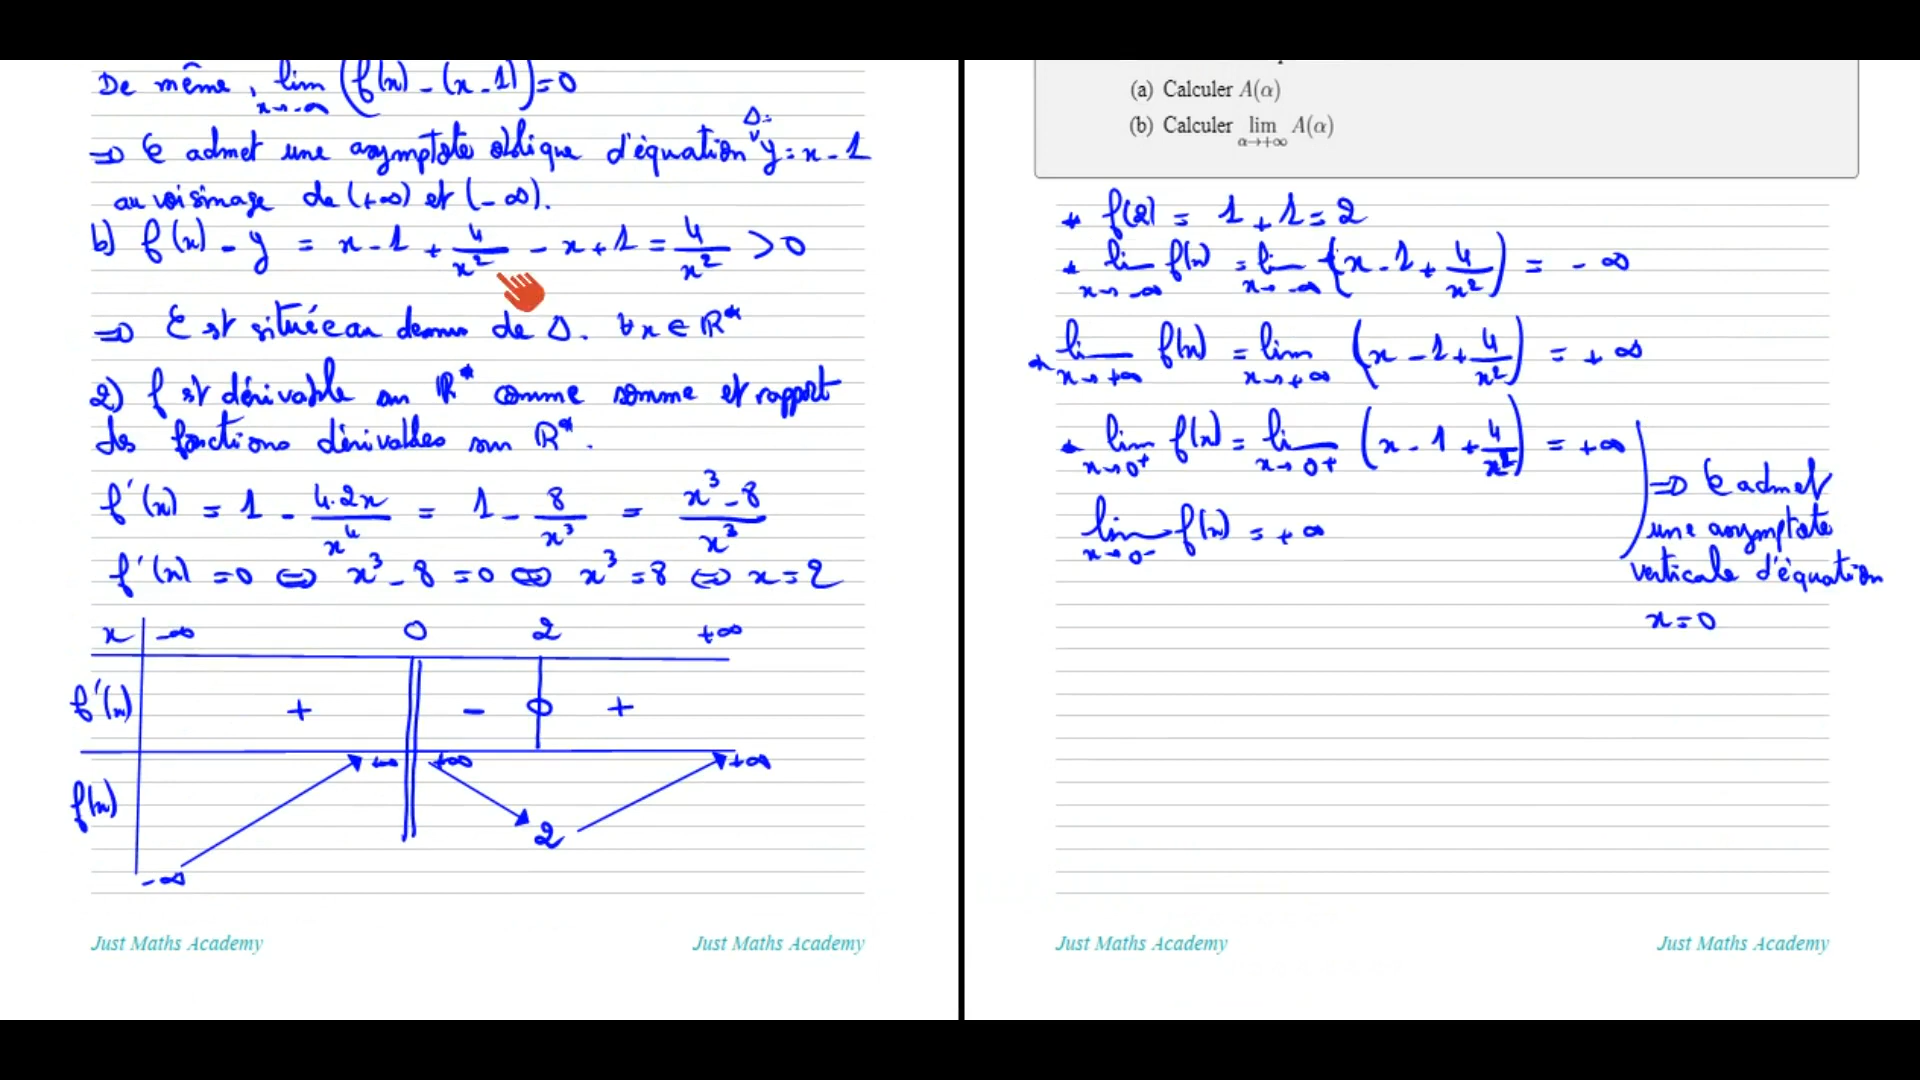 De même, lim (f(x) - (x - 1)) = 0
x→-∞
⇒ C admet une asymptote oblique d'équation Δ: y = x - 1
au voisinage de (+∞) et (-∞).
b) f(x) - y = x - 1 + 4/x² - x + 1 = 4/x² > 0
⇒ C est située au dessus de Δ. ∀x ∈ ℝ*
2) f est dérivable sur ℝ* comme somme et rapport
des fonctions dérivables sur ℝ*.
f'(x) = 1 - 4·2x/x⁴ = 1 - 8/x³ = x³ - 8/x³
f'(x) = 0 ⇔ x³ - 8 = 0 ⇔ x³ = 8 ⇔ x = 2
x -∞ 0 2 +∞
f'(x) + - 0 +
+∞ +∞ +∞
f(x)
2
-∞
Just Maths Academy Just Maths Academy
(a) Calculer A(α)
(b) Calculer lim A(α)
α→+∞
* f(2) = 1 + 1 = 2
* lim f(x) = lim (x - 1 + 4/x²) = -∞
x→-∞ x→-∞
* lim f(x) = lim (x - 1 + 4/x²) = +∞
x→+∞ x→+∞
* lim f(x) = lim (x - 1 + 4/x²) = +∞
x→0⁺ x→0⁺
lim f(x) = +∞
x→0⁻
⇒ C admet
une asymptote
verticale d'équation
x = 0
Just Maths Academy Just Maths Academy